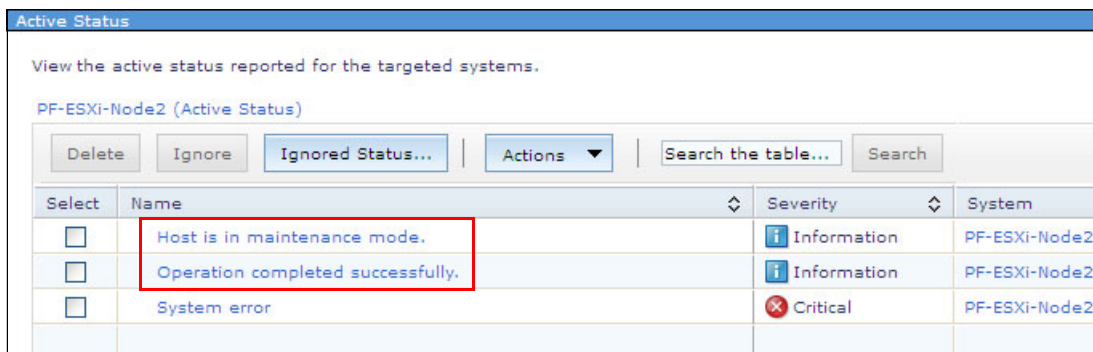 Active Status
View the active status reported for the targeted systems.
PF-ESXi-Node2 (Active Status)
Delete Ignore Ignored Status... Actions Search the table... Search
Select Name Severity System
Host is in maintenance mode. Information PF-ESXi-Node2
Operation completed successfully. Information PF-ESXi-Node2
System error Critical PF-ESXi-Node2